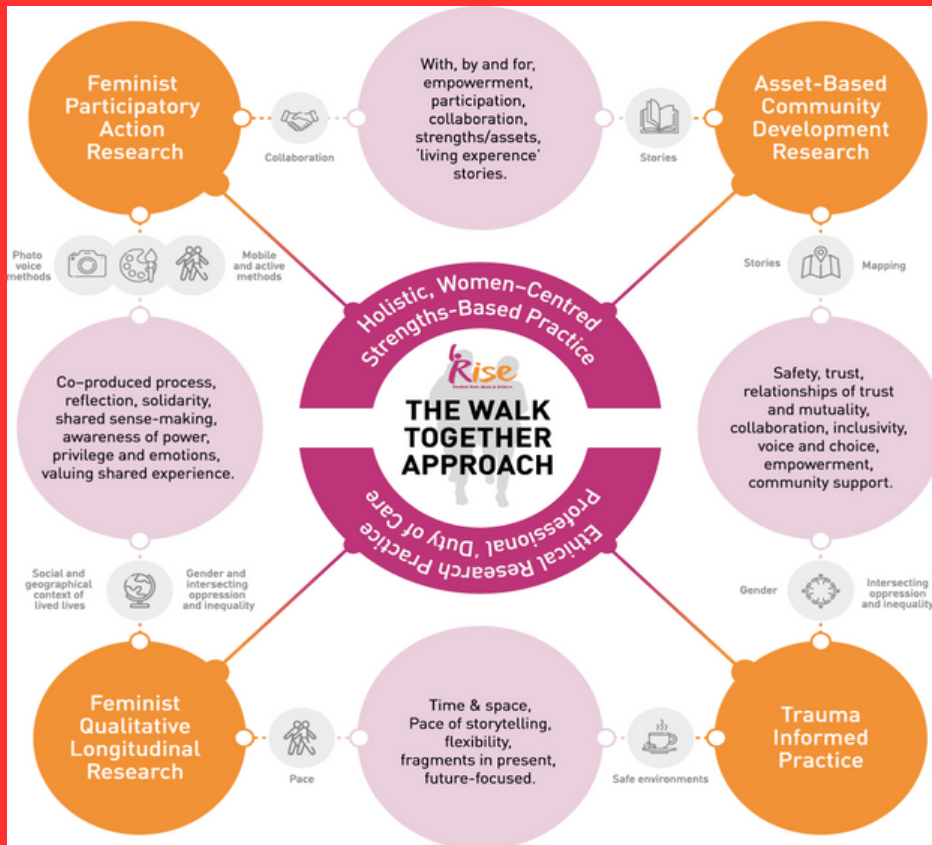 Feminist
Participatory
Action
Research
Collaboration
With, by and for,
empowerment,
participation,
collaboration,
strengths/assets,
'living experence'
stories.
Stories
Asset-Based
Community
Development
Research
Photo
voice
methods
Mobile
and active
methods
Stories
Mapping
Holistic, Women–Centred
Strengths-Based Practice
Rise
THE WALK
TOGETHER
APPROACH
Professional, 'Duty of Care'
Ethical Research Practice
Co–produced process,
reflection, solidarity,
shared sense-making,
awareness of power,
privilege and emotions,
valuing shared experience.
Safety, trust,
relationships of trust
and mutuality,
collaboration, inclusivity,
voice and choice,
empowerment,
community support.
Social and
geographical
context of
lived lives
Gender and
intersecting
oppression
and inequality
Gender
Intersecting
oppression
and inequality
Feminist
Qualitative
Longitudinal
Research
Pace
Time & space,
Pace of storytelling,
flexibility,
fragments in present,
future-focused.
Safe environments
Trauma
Informed
Practice